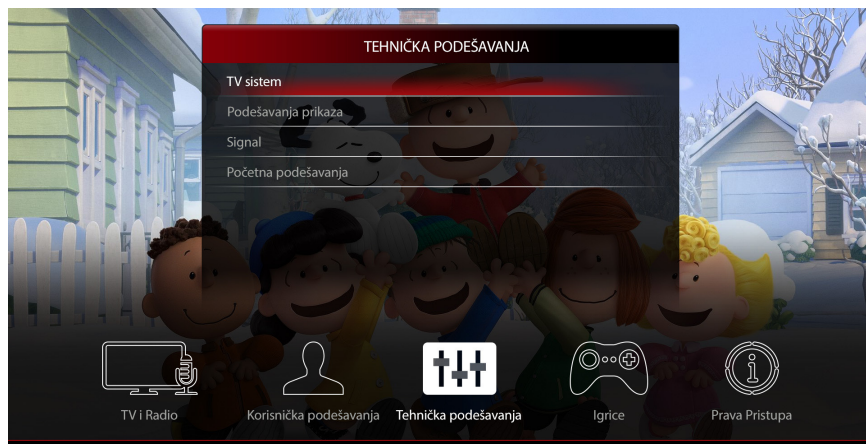 TEHNIČKA PODEŠAVANJA
TV sistem
Podešavanja prikaza
Signal
Početna podešavanja
TV i Radio
Korisnička podešavanja
Tehnička podešavanja
Igrice
Prava Pristupa